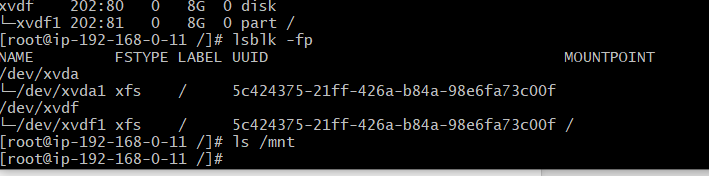 xvdf    202:80   0   8G  0 disk
└─xvdf1 202:81   0   8G  0 part /
[root@ip-192-168-0-11 /]# lsblk -fp
NAME        FSTYPE LABEL UUID                                 MOUNTPOINT
/dev/xvda
└─/dev/xvda1 xfs    /     5c424375-21ff-426a-b84a-98e6fa73c00f
/dev/xvdf
└─/dev/xvdf1 xfs    /     5c424375-21ff-426a-b84a-98e6fa73c00f /
[root@ip-192-168-0-11 /]# ls /mnt
[root@ip-192-168-0-11 /]#